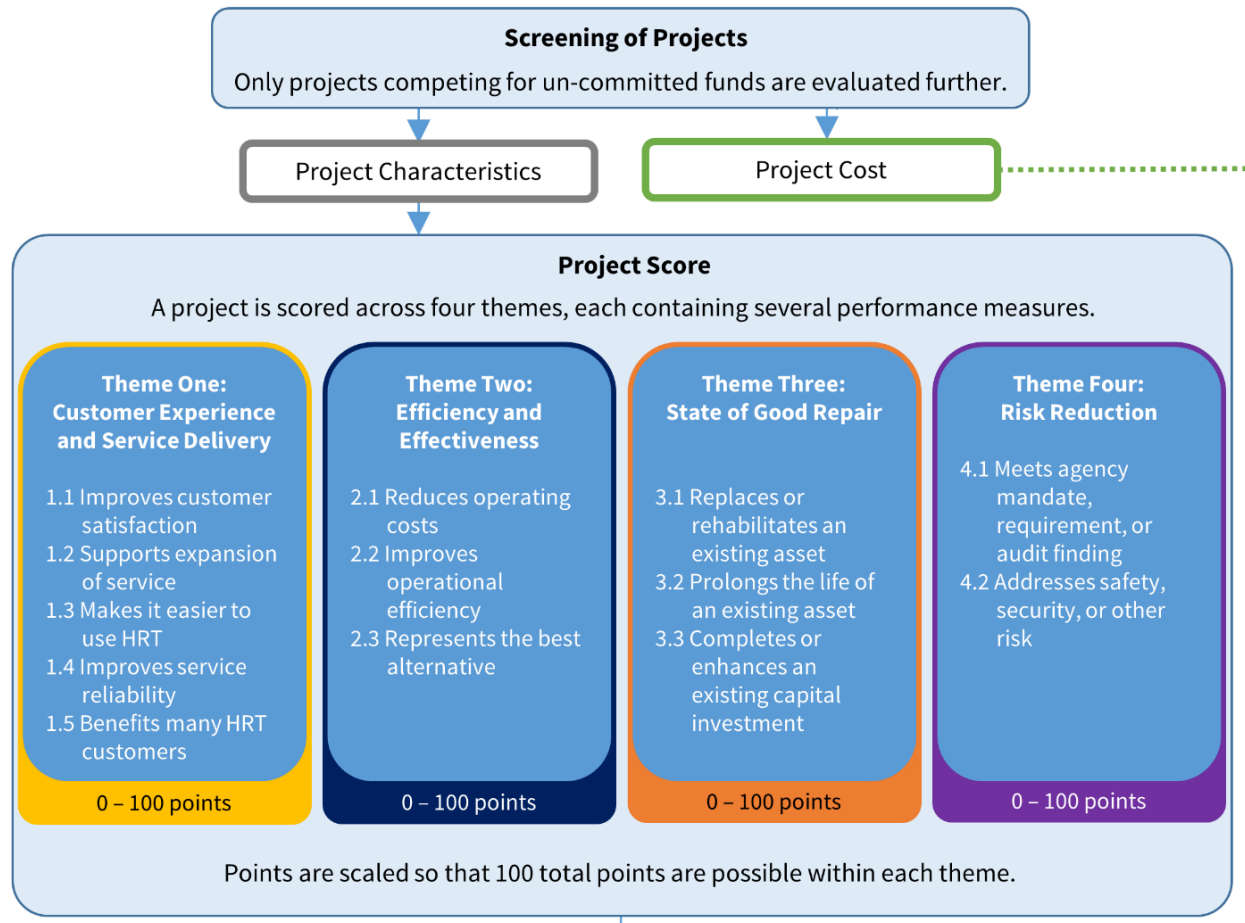 Screening of Projects
Only projects competing for un-committed funds are evaluated further.
Project Characteristics
Project Cost
Project Score
A project is scored across four themes, each containing several performance measures.
Theme One:
Customer Experience
and Service Delivery
1.1 Improves customer
satisfaction
1.2 Supports expansion
of service
1.3 Makes it easier to
use HRT
1.4 Improves service
reliability
1.5 Benefits many HRT
customers
0 – 100 points
Theme Two:
Efficiency and
Effectiveness
2.1 Reduces operating
costs
2.2 Improves
operational
efficiency
2.3 Represents the best
alternative
0 – 100 points
Theme Three:
State of Good Repair
3.1 Replaces or
rehabilitates an
existing asset
3.2 Prolongs the life of
an existing asset
3.3 Completes or
enhances an
existing capital
investment
0 – 100 points
Theme Four:
Risk Reduction
4.1 Meets agency
mandate,
requirement, or
audit finding
4.2 Addresses safety,
security, or other
risk
0 – 100 points
Points are scaled so that 100 total points are possible within each theme.